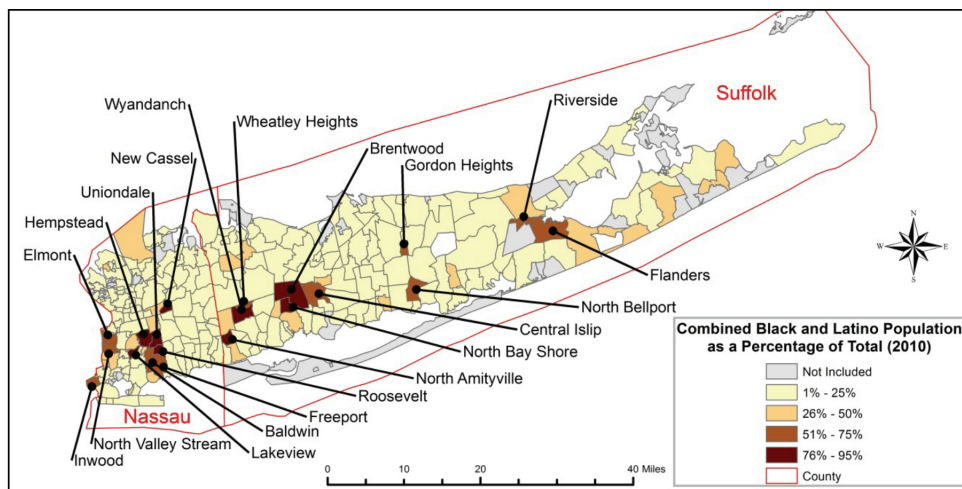 Wyandanch
Wheatley Heights
New Cassel
Brentwood
Gordon Heights
Riverside
Suffolk
Uniondale
Hempstead
Elmont
N
W
E
S
Flanders
North Bellport
Central Islip
North Bay Shore
North Amityville
Roosevelt
Freeport
Baldwin
Lakeview
Nassau
North Valley Stream
Inwood
0
10
20
40 Miles
Combined Black and Latino Population
as a Percentage of Total (2010)
Not Included
1% - 25%
26% - 50%
51% - 75%
76% - 95%
County